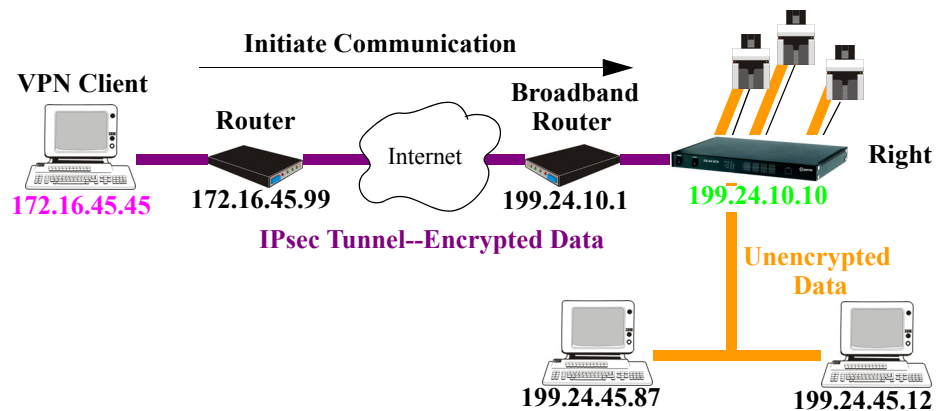 Initiate Communication
VPN Client
Broadband
Router
Router
Internet
Right
172.16.45.45
172.16.45.99
199.24.10.1
199.24.10.10
IPsec Tunnel--Encrypted Data
Unencrypted
Data
199.24.45.87
199.24.45.12